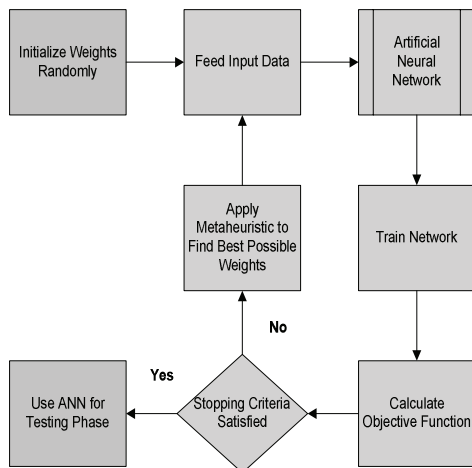 Initialize Weights
Randomly
Feed Input Data
Artificial
Neural
Network
Apply
Metaheuristic to
Find Best Possible
Weights
Train Network
No
Yes
Use ANN for
Testing Phase
Stopping Criteria
Satisfied
Calculate
Objective Function